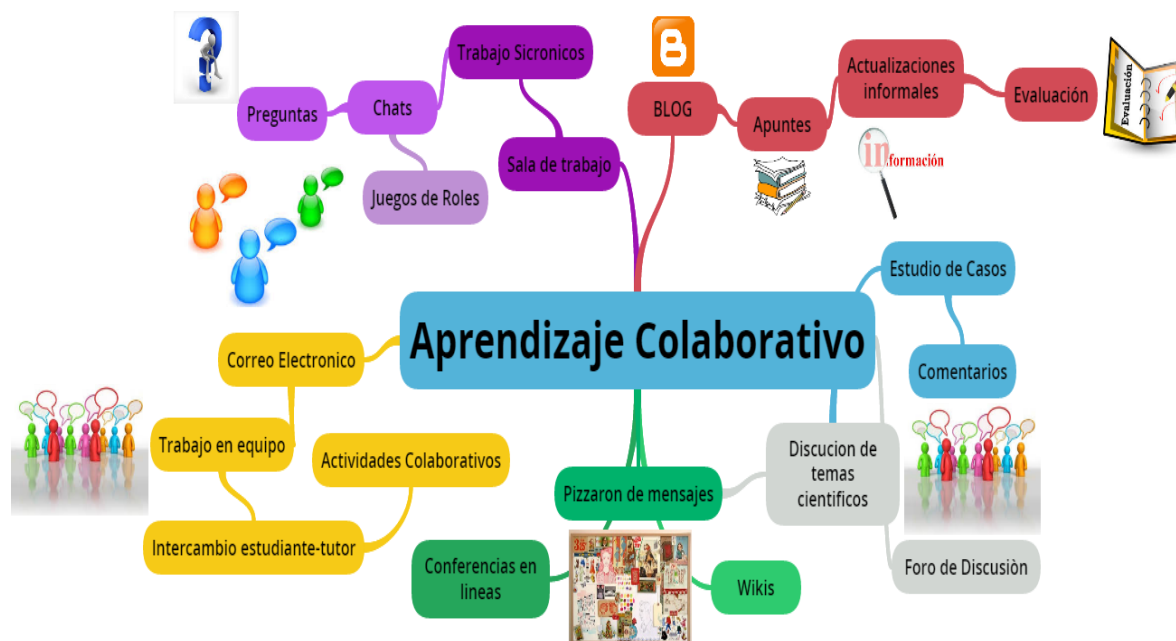 Trabajo Sicronicos
Chats
Preguntas
Juegos de Roles
Sala de trabajo
BLOG
Apuntes
Actualizaciones
informales
Evaluación
Evaluación
in.formación
Estudio de Casos
Comentarios
Aprendizaje Colaborativo
Correo Electronico
Trabajo en equipo
Intercambio estudiante-tutor
Actividades Colaborativos
Pizzaron de mensajes
Discucion de
temas
cientificos
Foro de Discusiòn
Conferencias en
lineas
Wikis